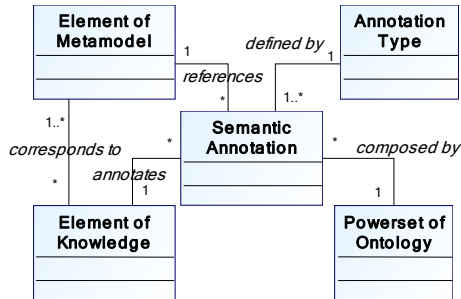 Element of
Metamodel
Annotation
Type
1
defined by
1
references
*
1..*
1..*
Semantic
Annotation
corresponds to
*
*
composed by
annotates
*
1
1
Element of
Knowledge
Powerset of
Ontology